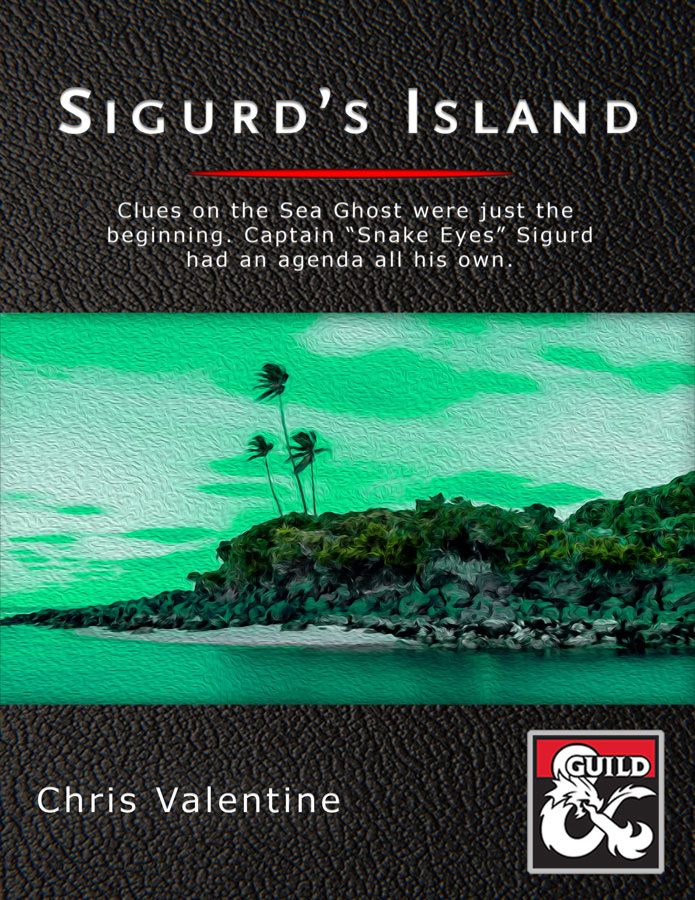 Sigurd's Island
Clues on the Sea Ghost were just the
beginning. Captain “Snake Eyes” Sigurd
had an agenda all his own.
Chris Valentine
GUILD